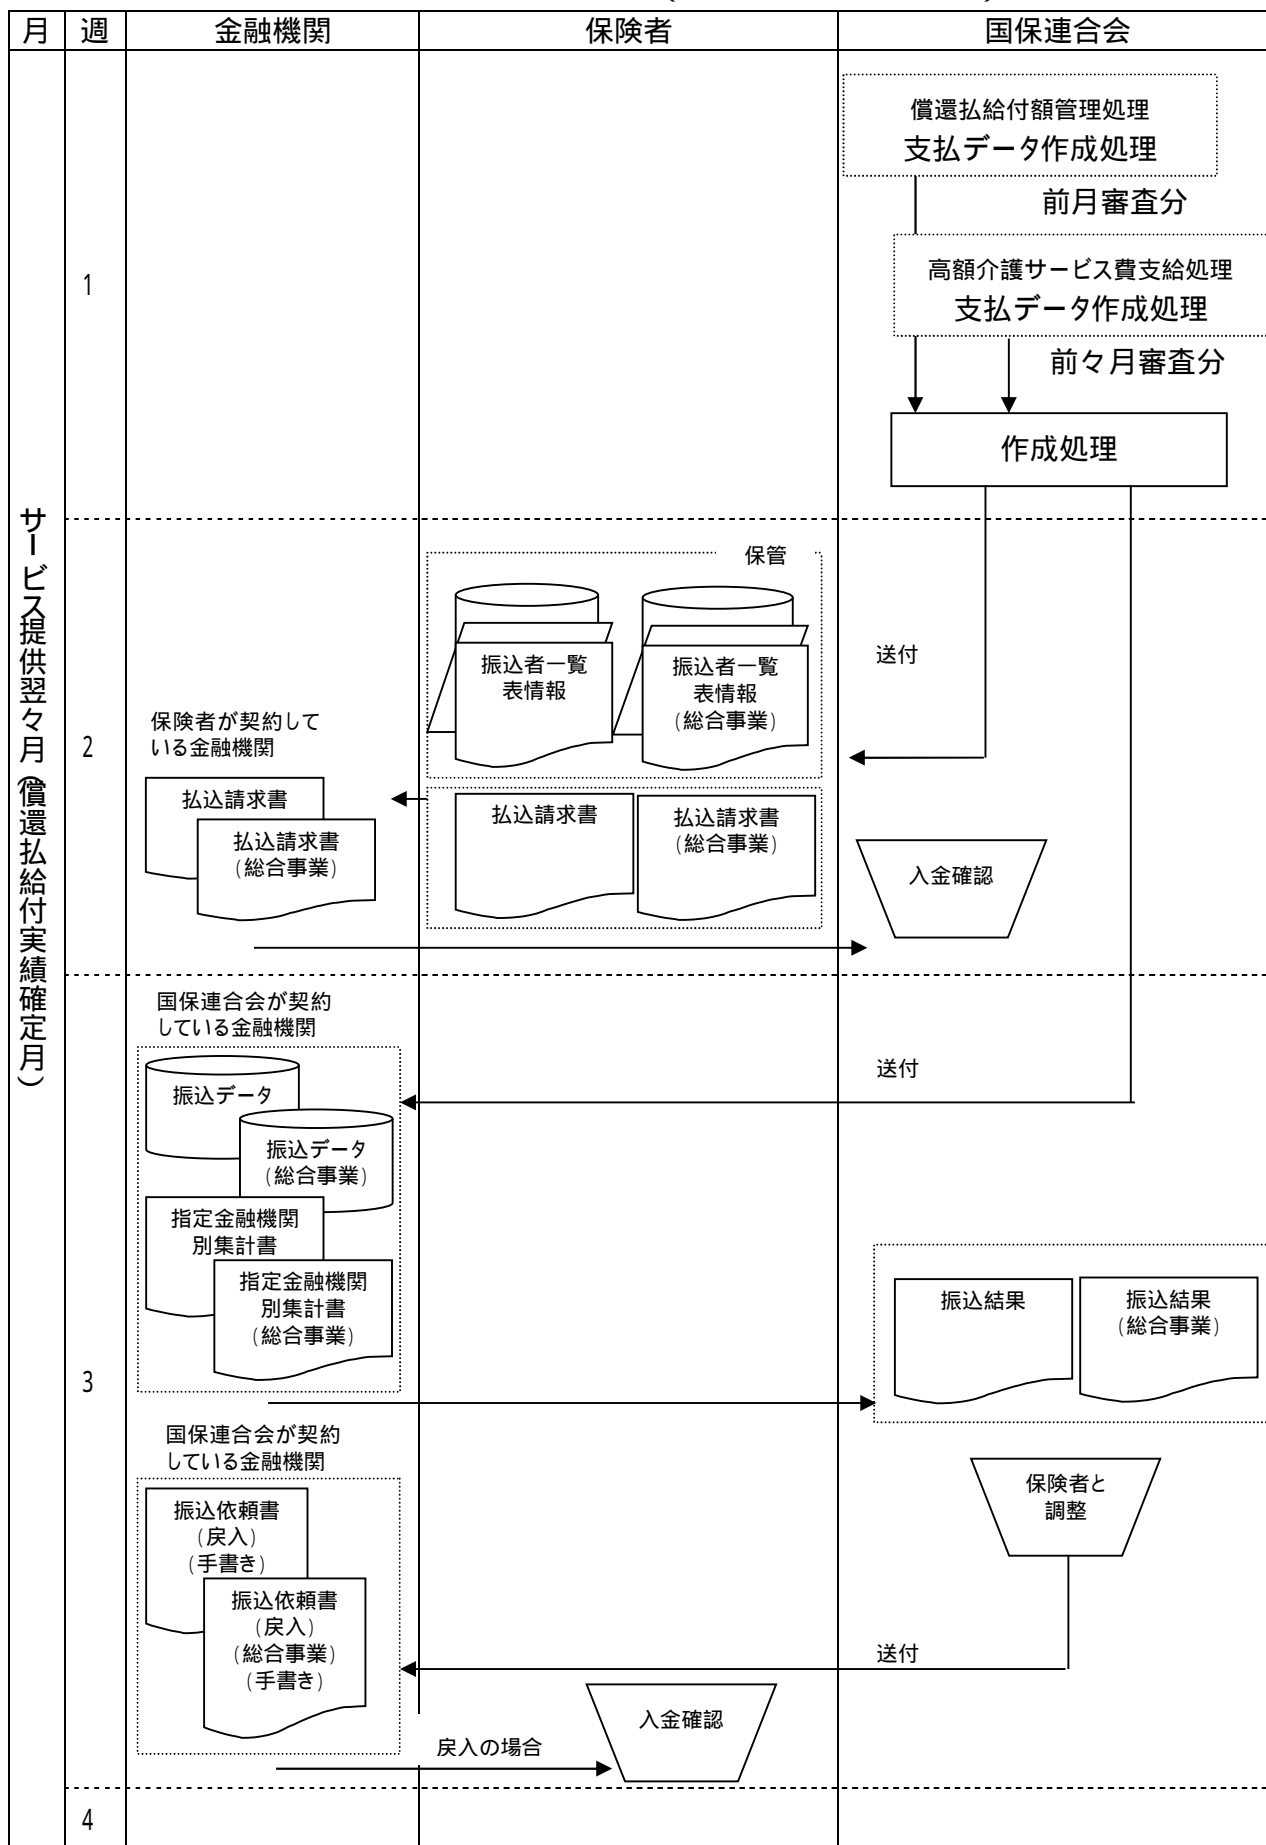 月 週 金融機関 保険者 国保連合会
サービス提供翌々月(償還払給付実績確定月)
1
償還払給付額管理処理
支払データ作成処理
前月審査分
高額介護サービス費支給処理
支払データ作成処理
前々月審査分
作成処理
2
保管
振込者一覧
表情報
振込者一覧
表情報
(総合事業)
送付
保険者が契約して
いる金融機関
払込請求書
払込請求書
(総合事業)
払込請求書
払込請求書
(総合事業)
入金確認
3
国保連合会が契約
している金融機関
送付
振込データ
振込データ
(総合事業)
指定金融機関
別集計書
指定金融機関
別集計書
(総合事業)
振込結果
振込結果
(総合事業)
国保連合会が契約
している金融機関
保険者と
調整
振込依頼書
(戻入)
(手書き)
振込依頼書
(戻入)
(総合事業)
(手書き)
送付
入金確認
戻入の場合
4